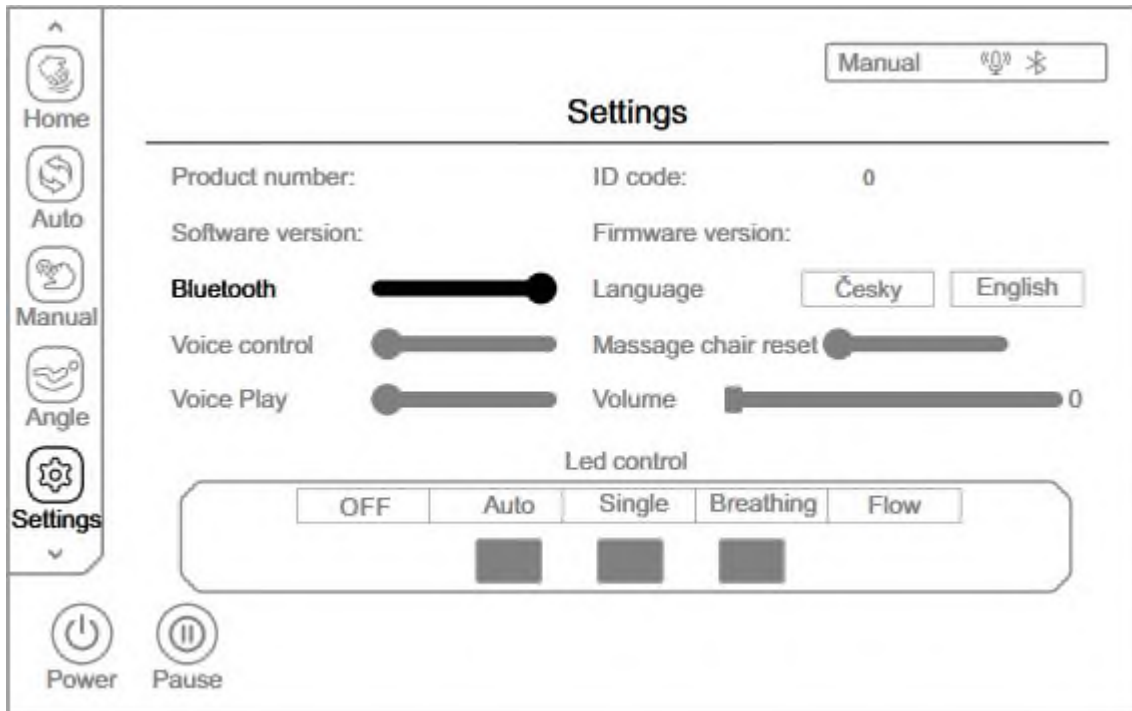 Manual
Settings
Home
Product number:
ID code: 0
Auto
Software version:
Firmware version:
Bluetooth
Language Česky English
Manual
Voice control
Massage chair reset
Voice Play
Volume 0
Angle
Led control
OFF Auto Single Breathing Flow
Settings
Power Pause